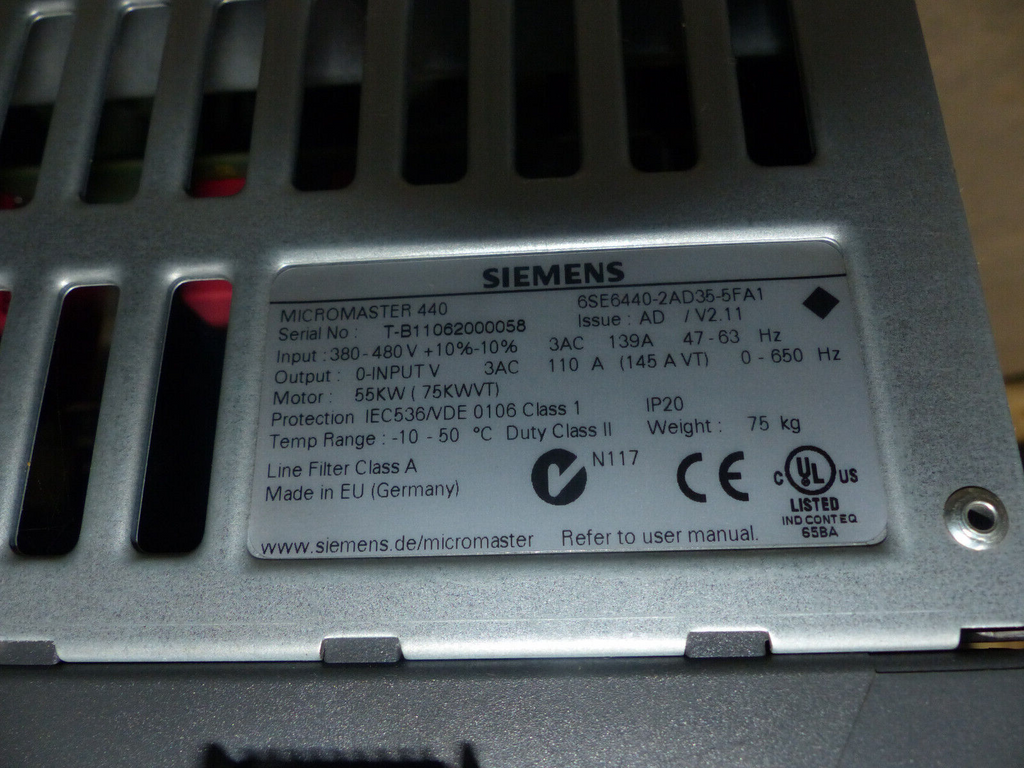 SIEMENS
MICROMASTER 440 6SE6440-2AD35-5FA1
Serial No : T-B11062000058 Issue : AD / V2.11
Input : 380-480 V +10%-10% 3AC 139A 47-63 Hz
Output : 0-INPUT V 3AC 110 A (145 A VT) 0 - 650 Hz
Motor : 55KW ( 75KWVT)
Protection IEC536/VDE 0106 Class 1 IP20
Temp Range : -10 - 50 °C Duty Class II Weight : 75 kg
Line Filter Class A N117 CE C UL US
Made in EU (Germany) LISTED
IND CONT EQ
65BA
www.siemens.de/micromaster Refer to user manual.